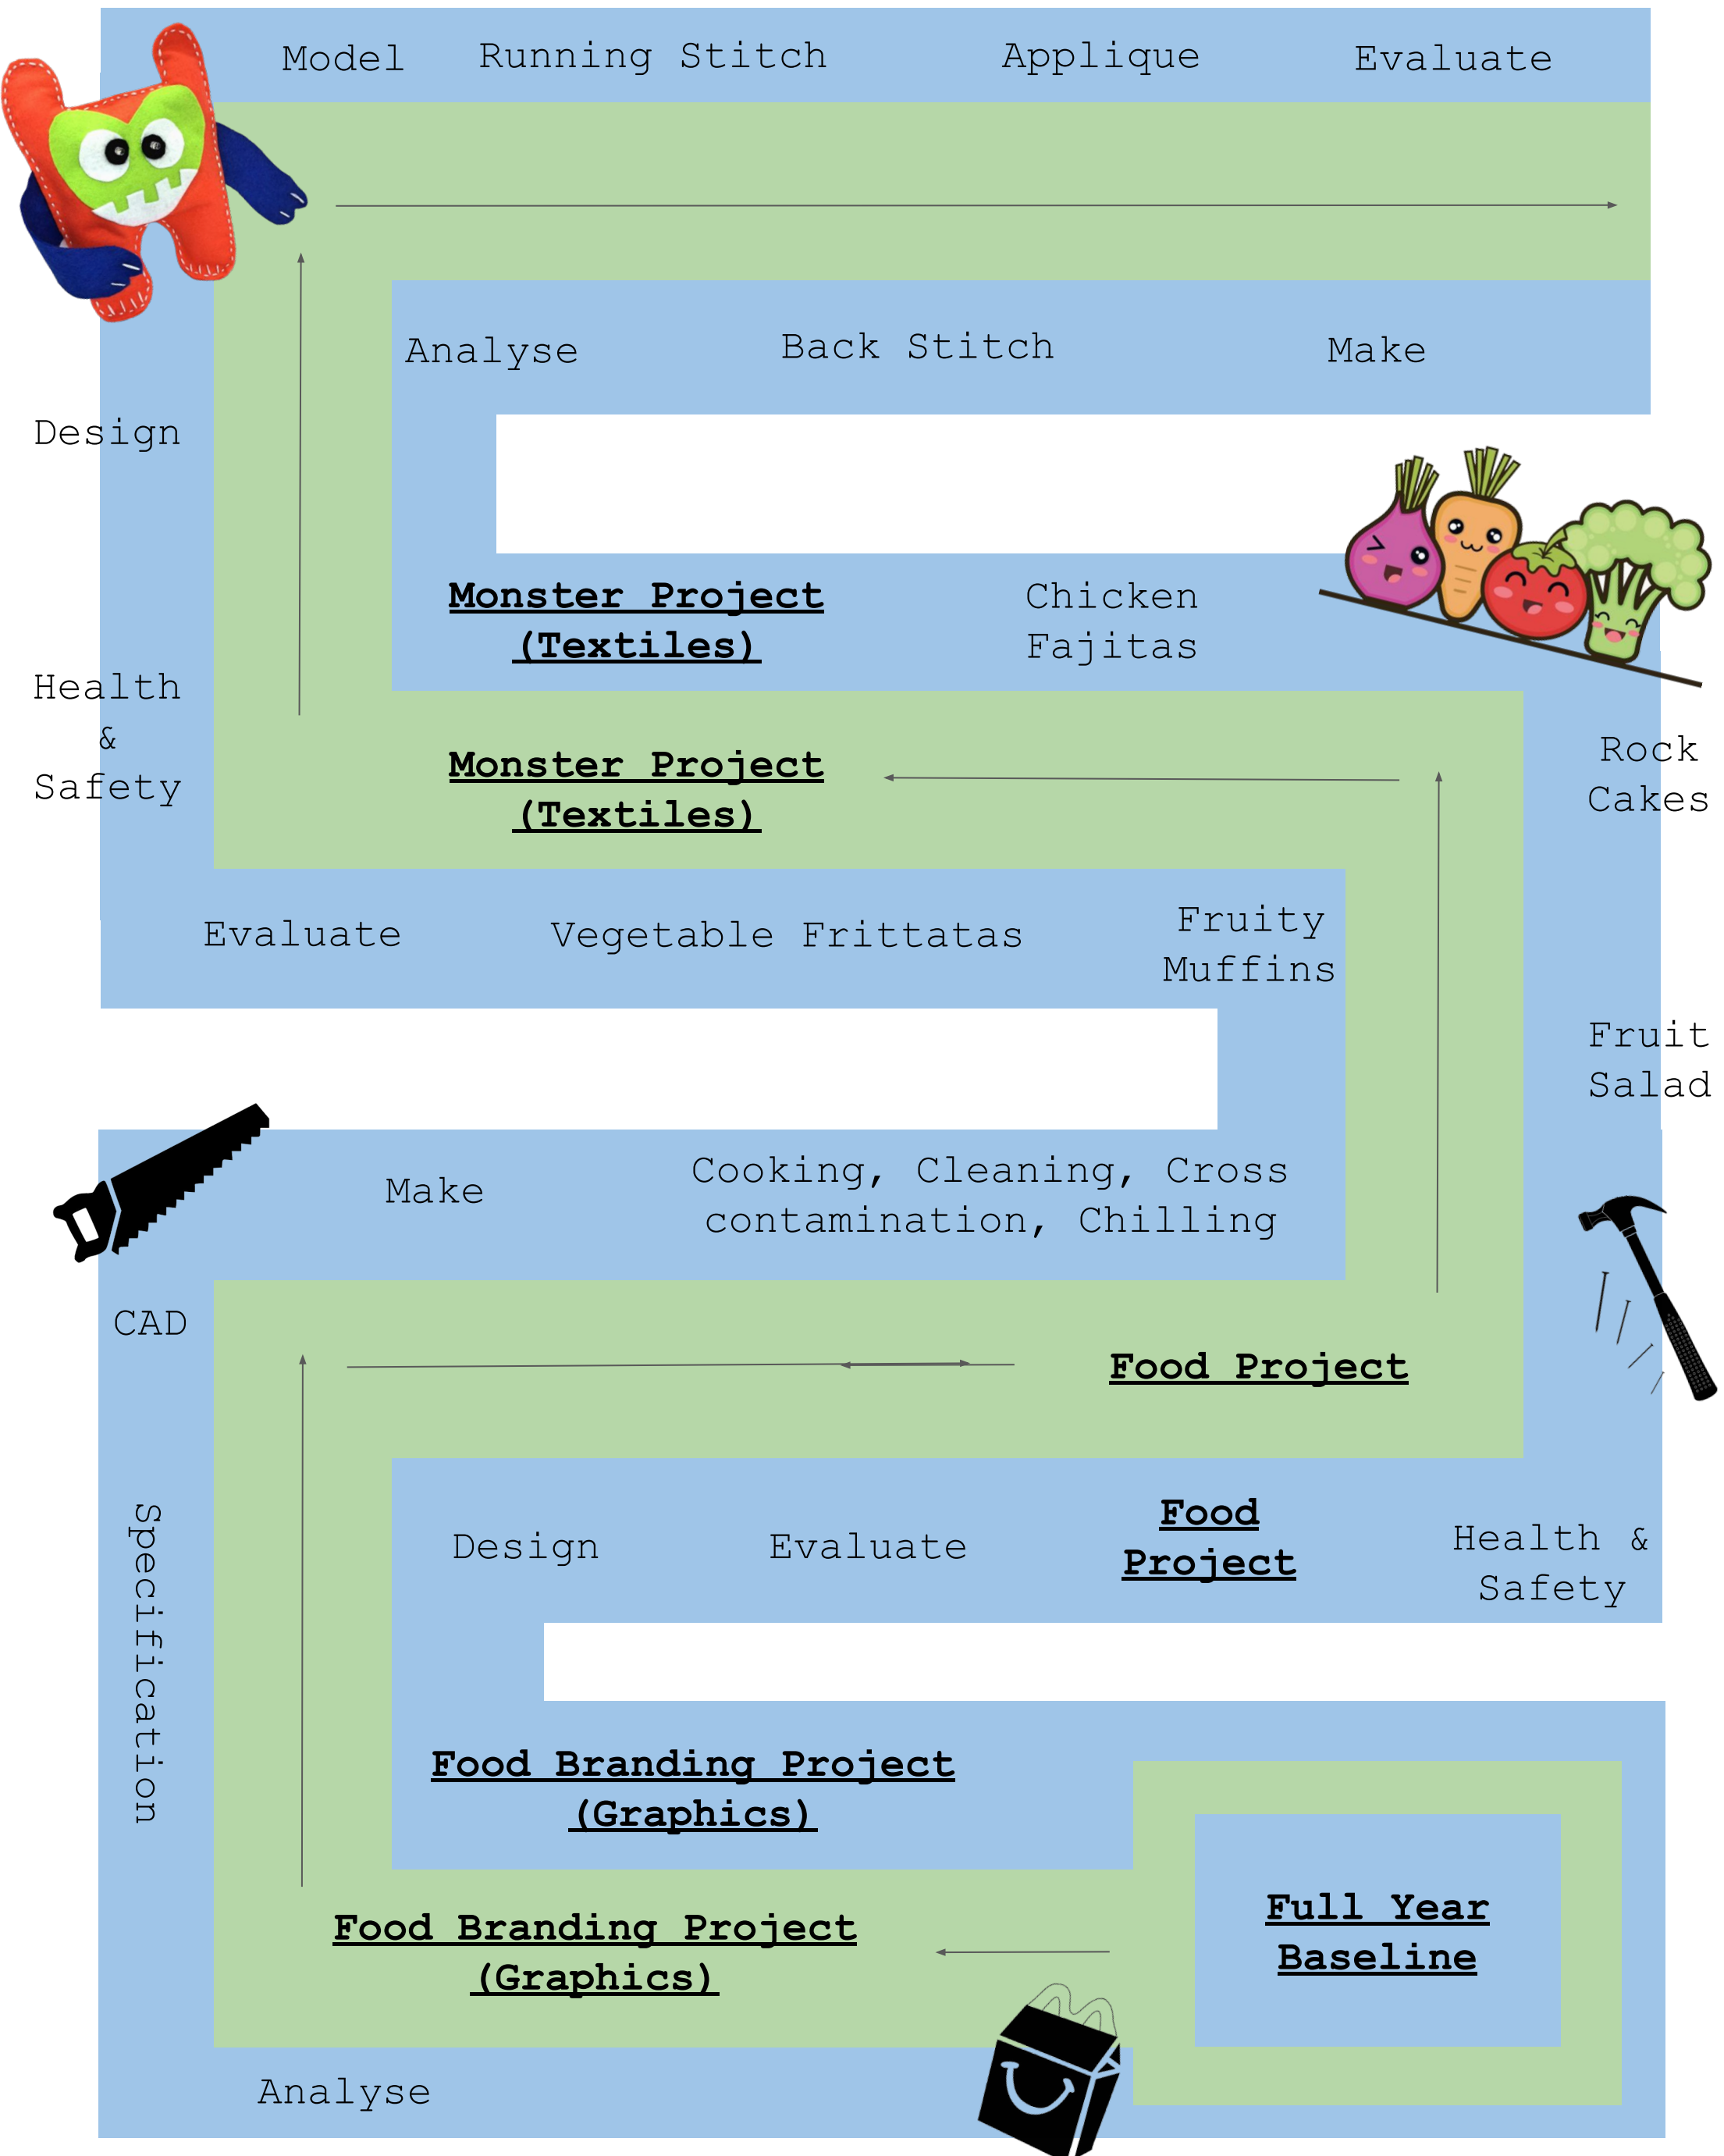 Model
Running Stitch
Applique
Evaluate
Analyse
Back Stitch
Make
Design
Monster Project
(Textiles)
Chicken
Fajitas
Health
&
Safety
Monster Project
(Textiles)
Rock
Cakes
Evaluate
Vegetable Frittatas
Fruity
Muffins
Fruit
Salad
Make
Cooking, Cleaning, Cross
contamination, Chilling
CAD
Food Project
Specification
Design
Evaluate
Food
Project
Health &
Safety
Food Branding Project
(Graphics)
Full Year
Baseline
Food Branding Project
(Graphics)
Analyse